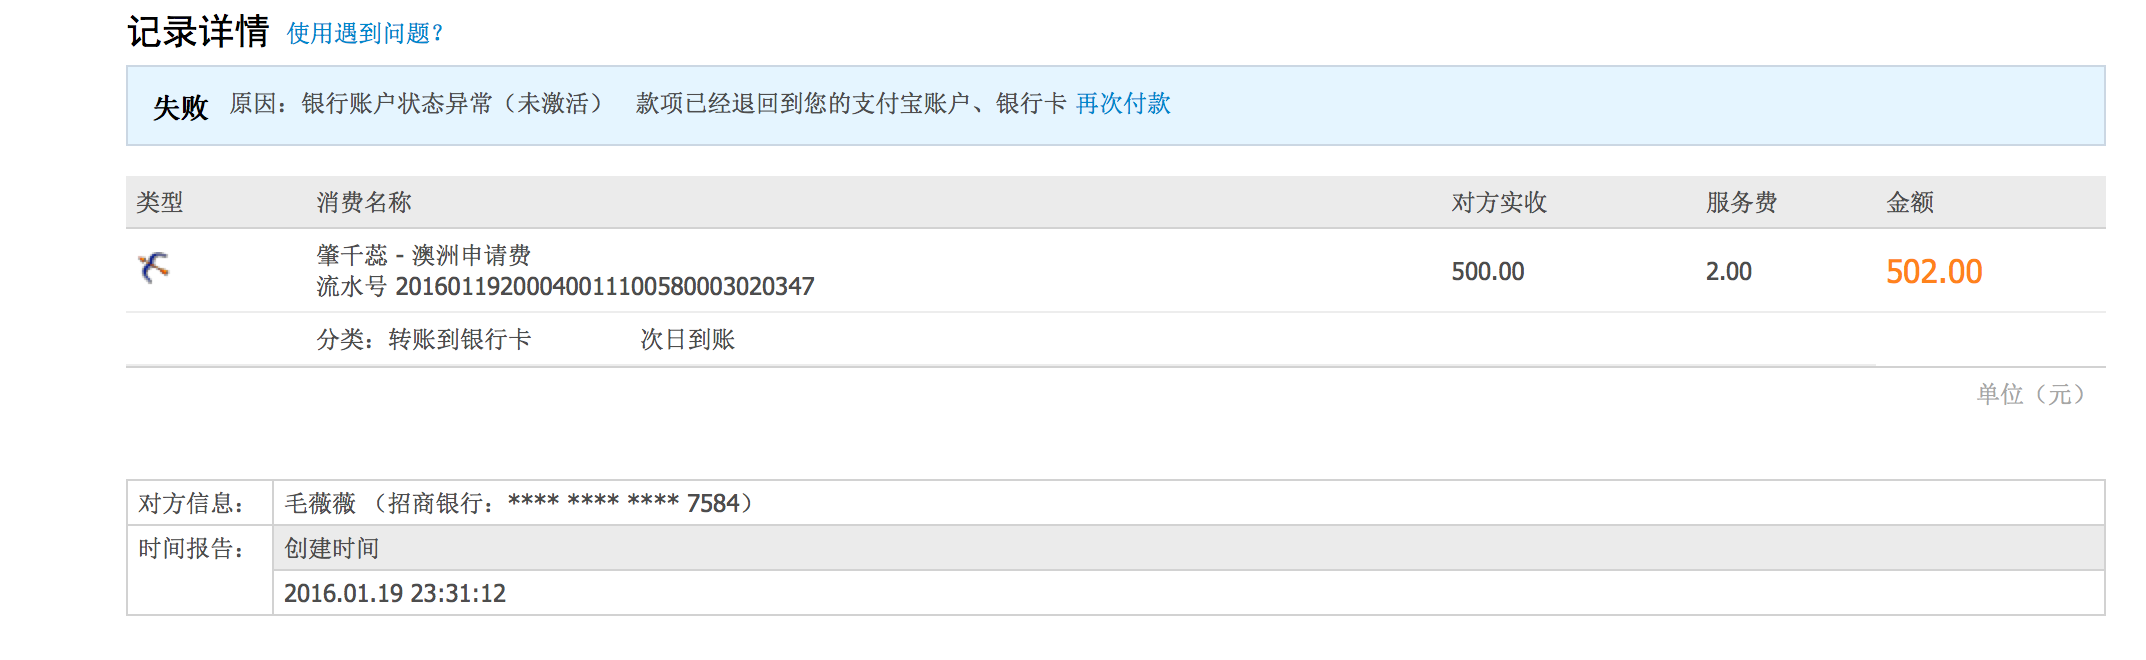 记录详情 使用遇到问题？
失败 原因：银行账户状态异常（未激活） 款项已经退回到您的支付宝账户、银行卡 再次付款
类型 消费名称 对方实收 服务费 金额
肇千蕊 - 澳洲申请费
流水号 20160119200040011100580003020347 500.00 2.00 502.00
分类：转账到银行卡 次日到账
单位（元）
对方信息： 毛薇薇 （招商银行：**** **** **** 7584）
时间报告： 创建时间
2016.01.19 23:31:12